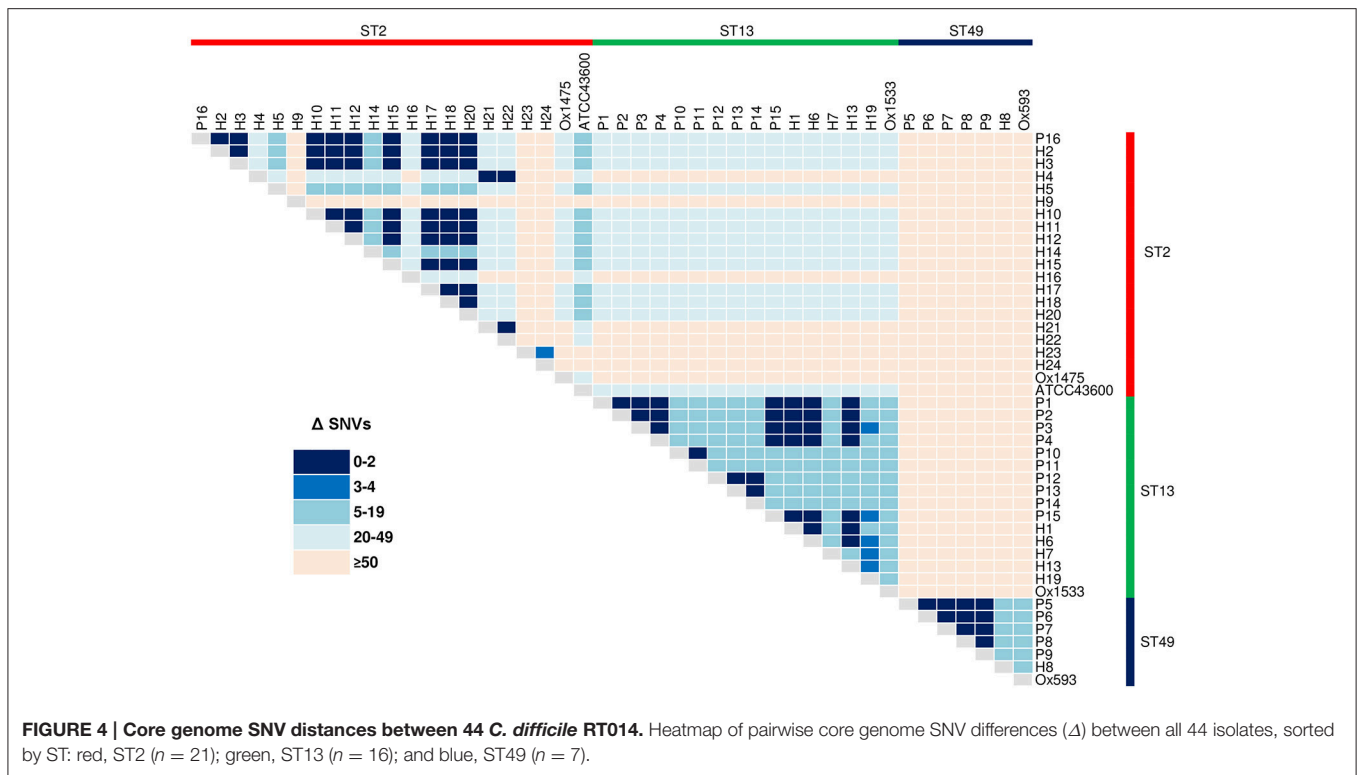 ST2 ST13 ST49
P16 H2 H3 H4 H5 H9 H10 H11 H12 H14 H15 H16 H17 H18 H20 H21 H22 H23 H24 Ox1475 ATCC43600 P1 P2 P3 P4 P10 P11 P12 P13 P14 P15 H1 H6 H7 H13 H19 Ox1533 P5 P6 P7 P8 P9 H8 Ox593
P16
H2
H3
H4
H5
H9
H10
H11
H12
H14
H15
H16
H17
H18
H20
H21
H22
H23
H24
Ox1475
ATCC43600
P1
P2
P3
P4
P10
P11
P12
P13
P14
P15
H1
H6
H7
H13
H19
Ox1533
P5
P6
P7
P8
P9
H8
Ox593
ST2
ST13
ST49
Δ SNVs
0-2
3-4
5-19
20-49
≥50
FIGURE 4 | Core genome SNV distances between 44 C. difficile RT014. Heatmap of pairwise core genome SNV differences (Δ) between all 44 isolates, sorted
by ST: red, ST2 (n = 21); green, ST13 (n = 16); and blue, ST49 (n = 7).